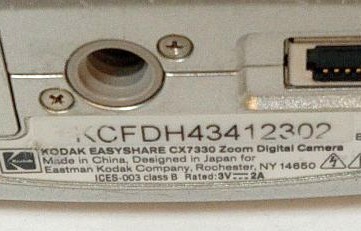 KCFDH43412302
KODAK EASYSHARE CX7330 Zoom Digital Camera
Made in China, Designed in Japan for
Eastman Kodak Company, Rochester, NY 14650
ICES-003 class B Rated: 3V⎓2A
Kodak